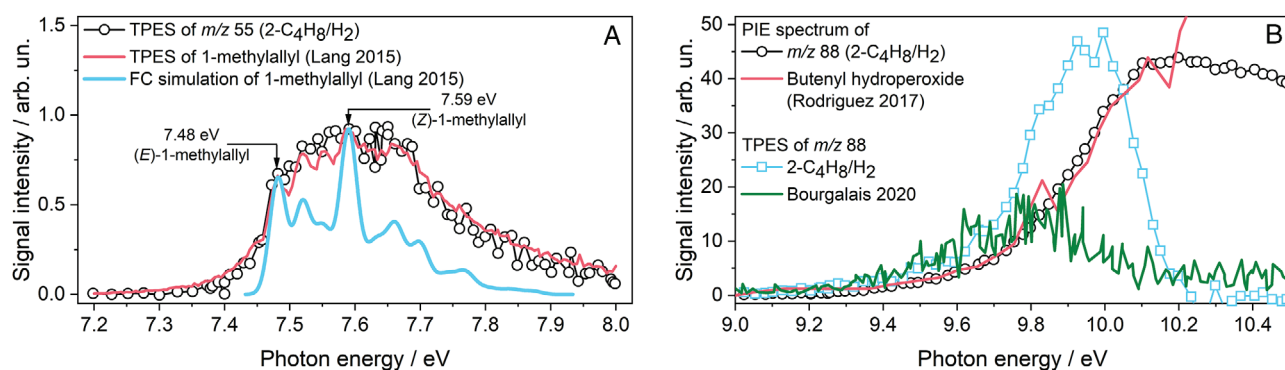 A
TPES of m/z 55 (2-C₄H₈/H₂)
TPES of 1-methylallyl (Lang 2015)
FC simulation of 1-methylallyl (Lang 2015)
7.59 eV
(Z)-1-methylallyl
7.48 eV
(E)-1-methylallyl
Signal intensity / arb. un.
1.5
1.0
0.5
0.0
7.2 7.3 7.4 7.5 7.6 7.7 7.8 7.9 8.0
Photon energy / eV
B
PIE spectrum of
m/z 88 (2-C₄H₈/H₂)
Butenyl hydroperoxide
(Rodriguez 2017)
TPES of m/z 88
2-C₄H₈/H₂
Bourgalais 2020
Signal intensity / arb. un.
50
40
30
20
10
0
9.0 9.2 9.4 9.6 9.8 10.0 10.2 10.4
Photon energy / eV